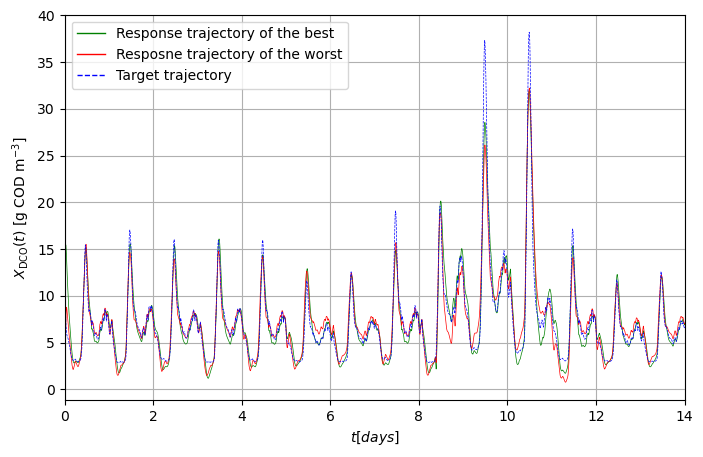 40
35
30
25
20
15
10
5
0
X_DCO(t) [g COD m⁻³]
Response trajectory of the best
Resposne trajectory of the worst
Target trajectory
0 2 4 6 8 10 12 14
t[days]